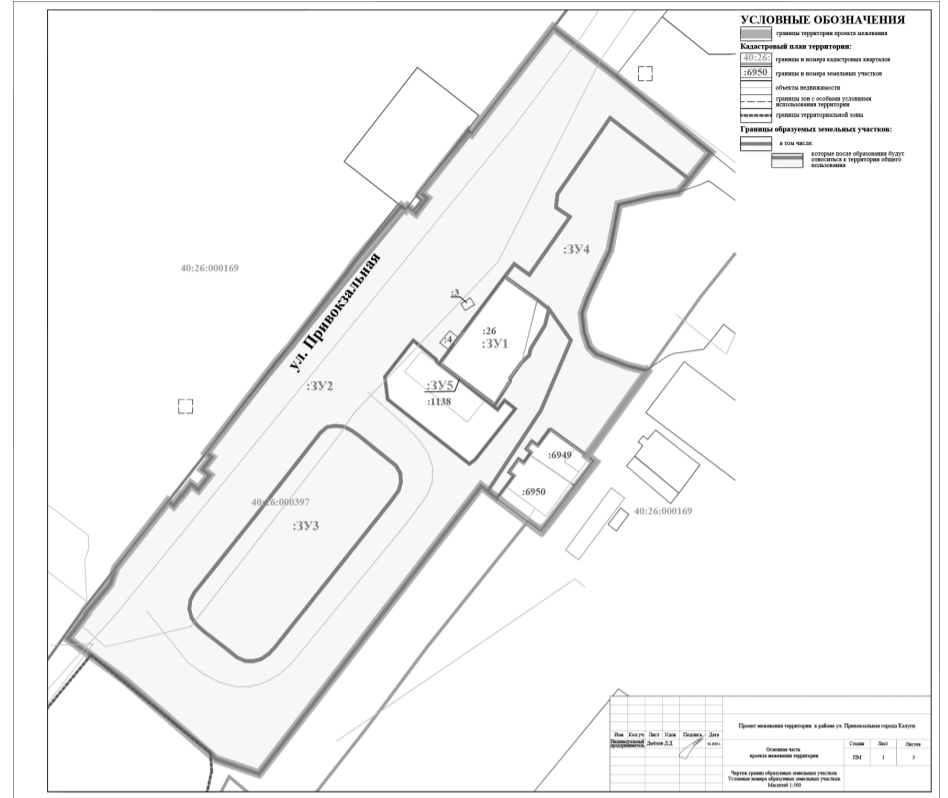 УСЛОВНЫЕ ОБОЗНАЧЕНИЯ
границы территории проекта межевания
Кадастровый план территории:
40:26:
границы и номера кадастровых кварталов
:6950
границы и номера земельных участков
объекты недвижимости
границы зон с особыми условиями
использования территории
границы территориальной зоны
Границы образуемых земельных участков:
в том числе:
которые после образования будут
относиться к территории общего
пользования
:ЗУ4
40:26:000169
ул. Привокзальная
:3
:26
:4
:ЗУ1
:ЗУ2
:ЗУ5
:1138
:6949
:6950
40:26:000397
40:26:000169
:ЗУ3
Проект межевания территории в районе ул. Привокзальная города Калуги
Изм. Кол.уч. Лист №док Подпись Дата
Индивидуальный
предприниматель
Д.Д.
Основная часть
проекта межевания территории
Стадия Лист Листов
ПМ 1 3
Чертеж границ образуемых земельных участков.
Условные номера образуемых земельных участков.
Масштаб 1:500